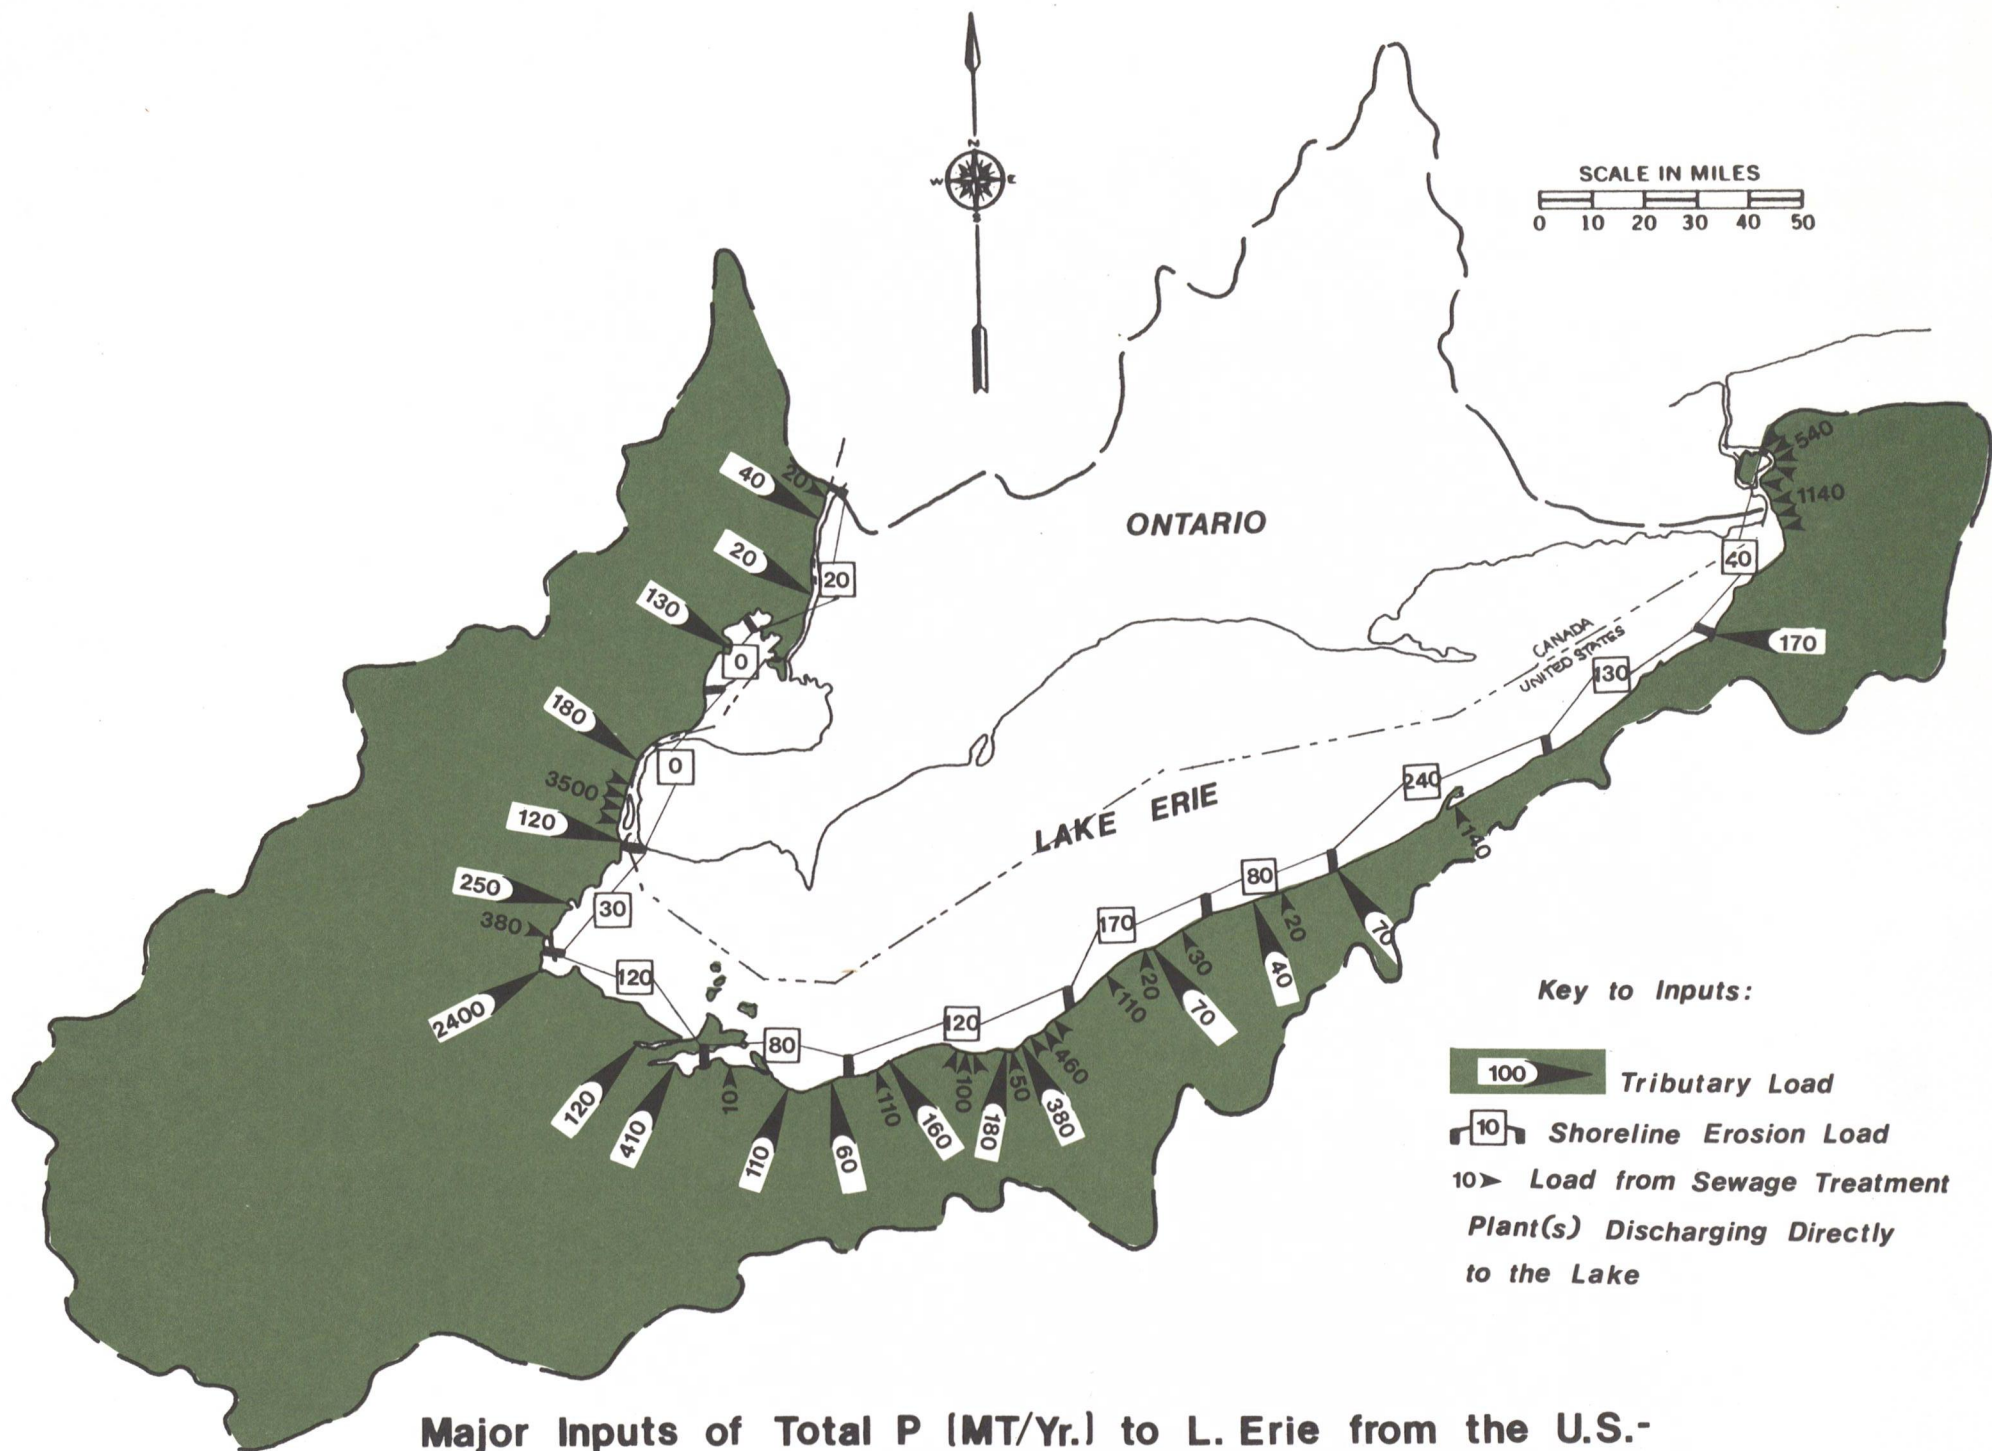 N
W
E
S
SCALE IN MILES
0 10 20 30 40 50
540
1140
40
20
40
20
20
130
0
180
0
3500
120
250
30
380
120
2400
ONTARIO
CANADA
UNITED STATES
40
170
130
240
140
LAKE ERIE
80
170
120
80
120
410
10
110
60
110
160
100
180
50
380
460
110
20
70
30
40
20
70
Key to Inputs:
100 Tributary Load
10 Shoreline Erosion Load
10 Load from Sewage Treatment
Plant(s) Discharging Directly
to the Lake
Major Inputs of Total P [MT/Yr.] to L. Erie from the U.S.-